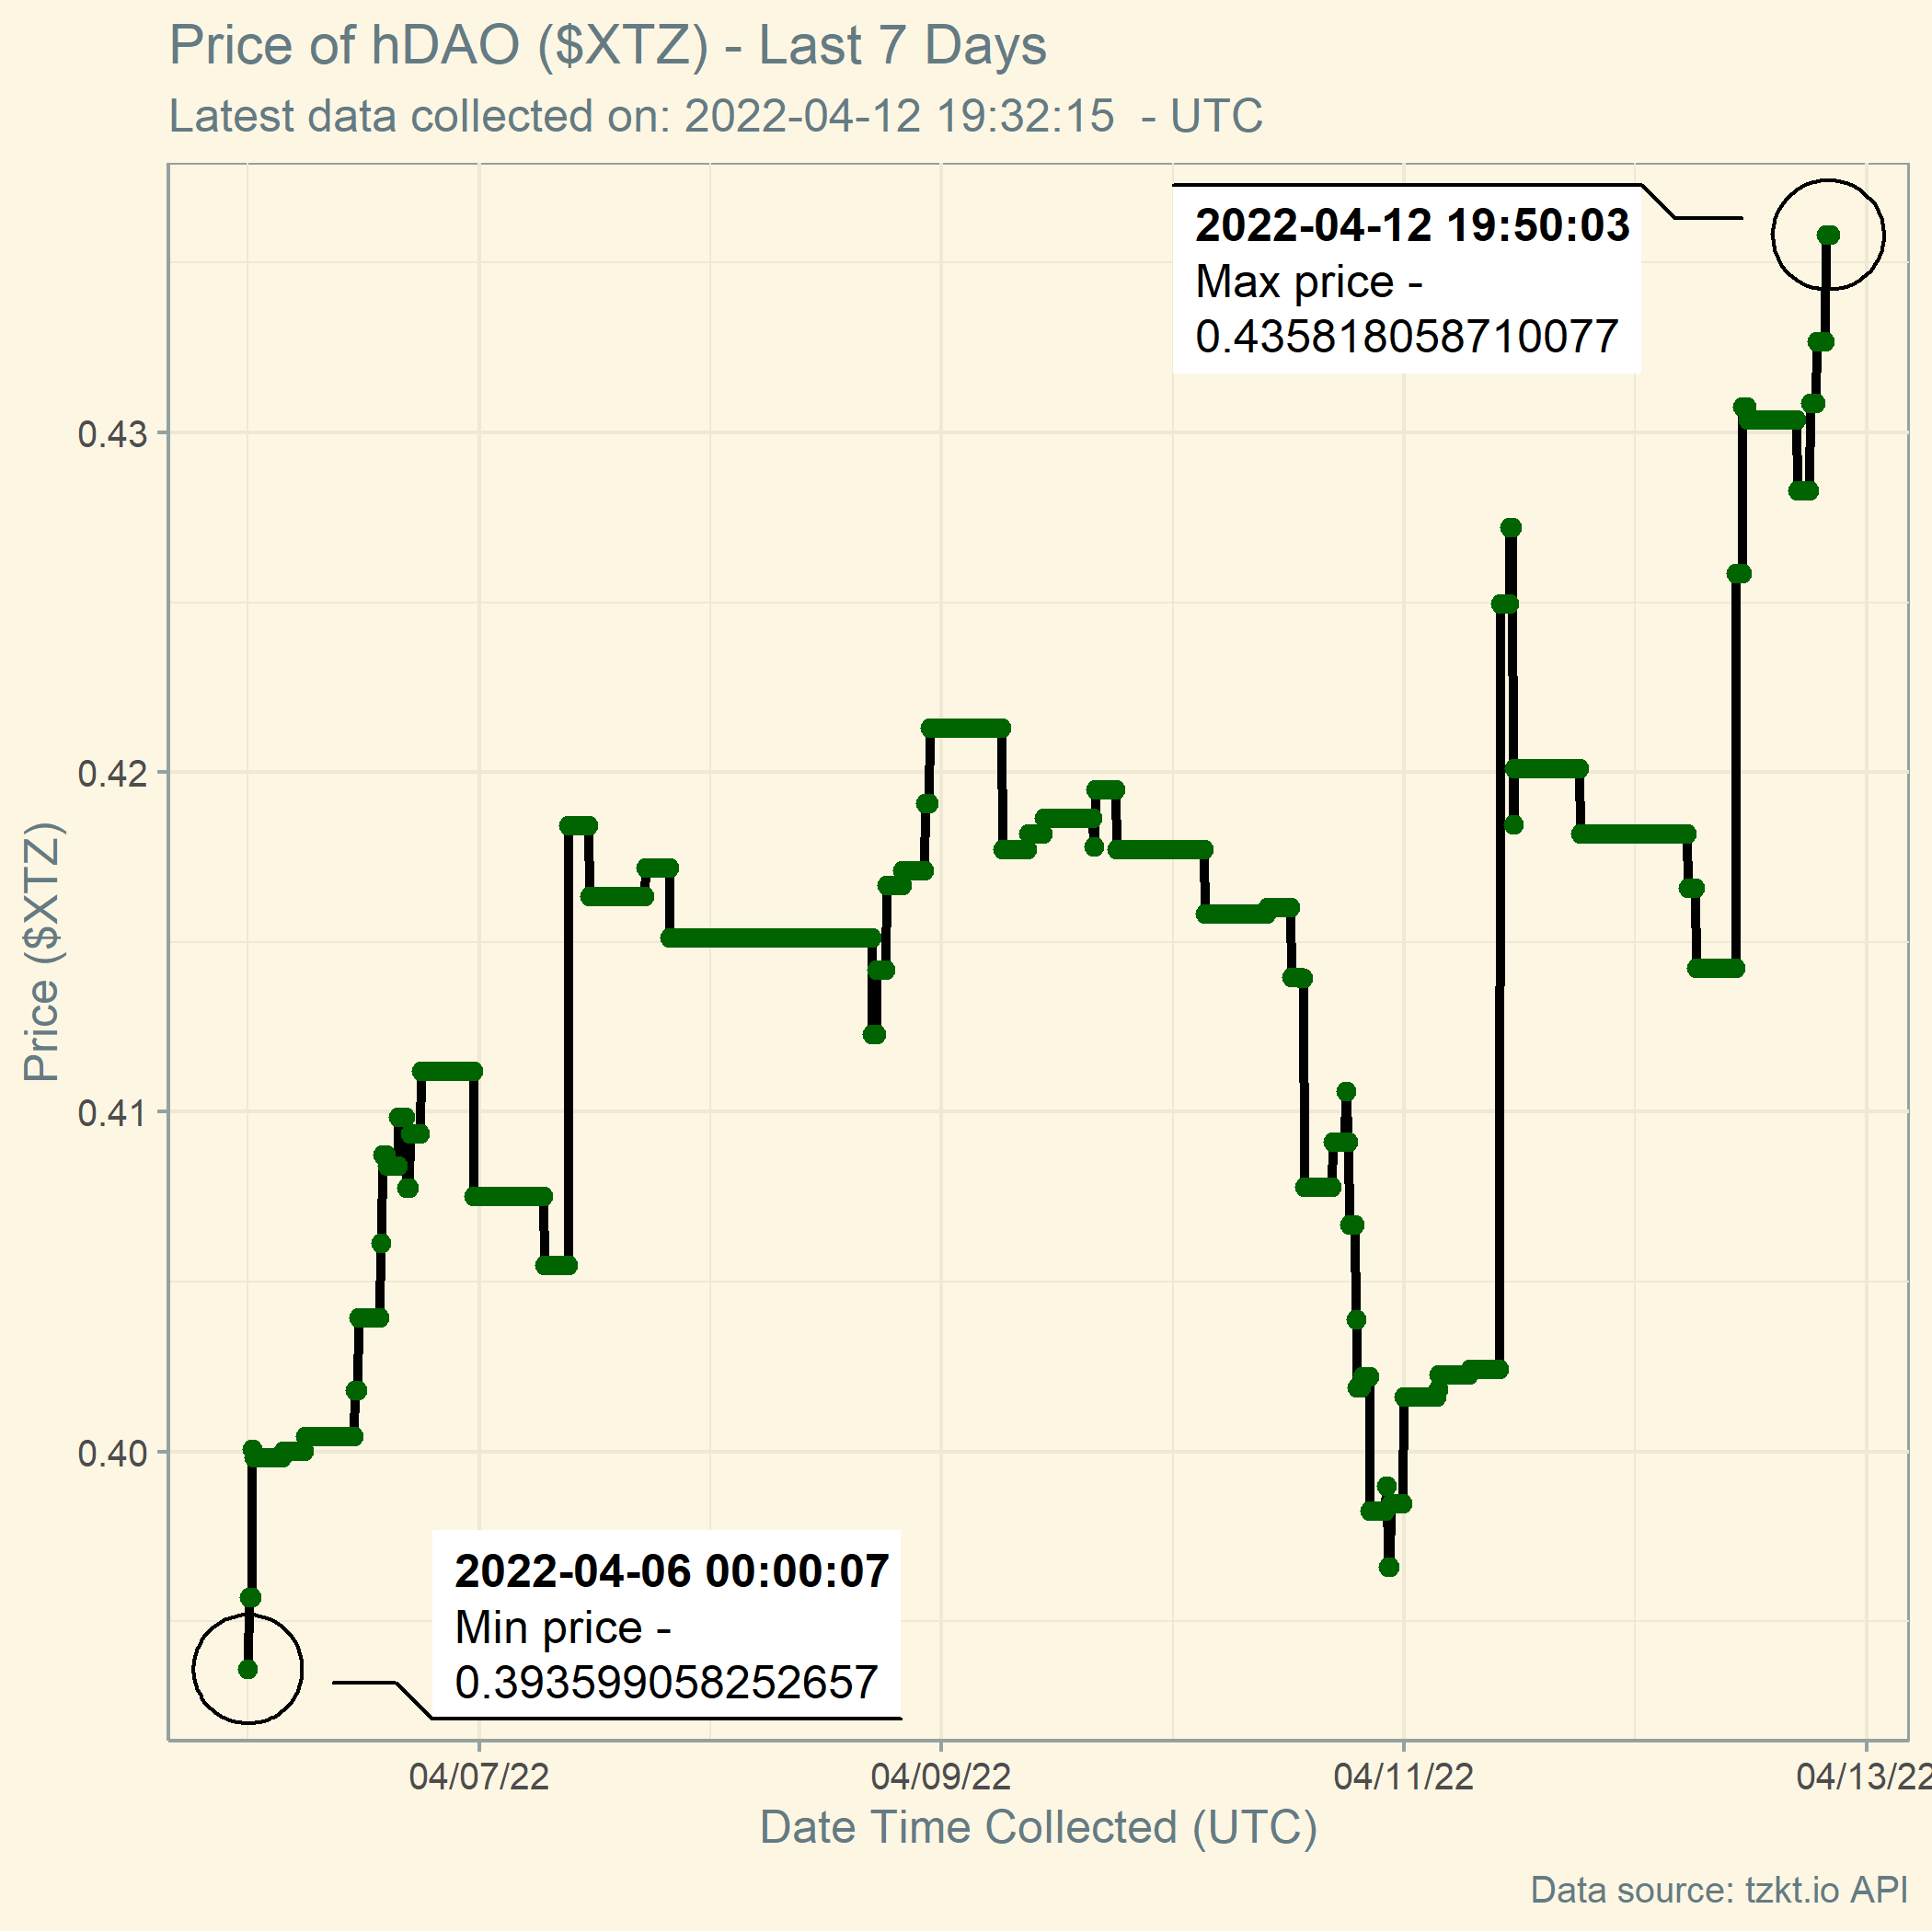 Price of hDAO ($XTZ) - Last 7 Days
Latest data collected on: 2022-04-12 19:32:15  - UTC
2022-04-12 19:50:03
Max price -
0.435818058710077
0.43
0.42
0.41
0.40
Price ($XTZ)
2022-04-06 00:00:07
Min price -
0.393599058252657
04/07/22
04/09/22
04/11/22
04/13/22
Date Time Collected (UTC)
Data source: tzkt.io API